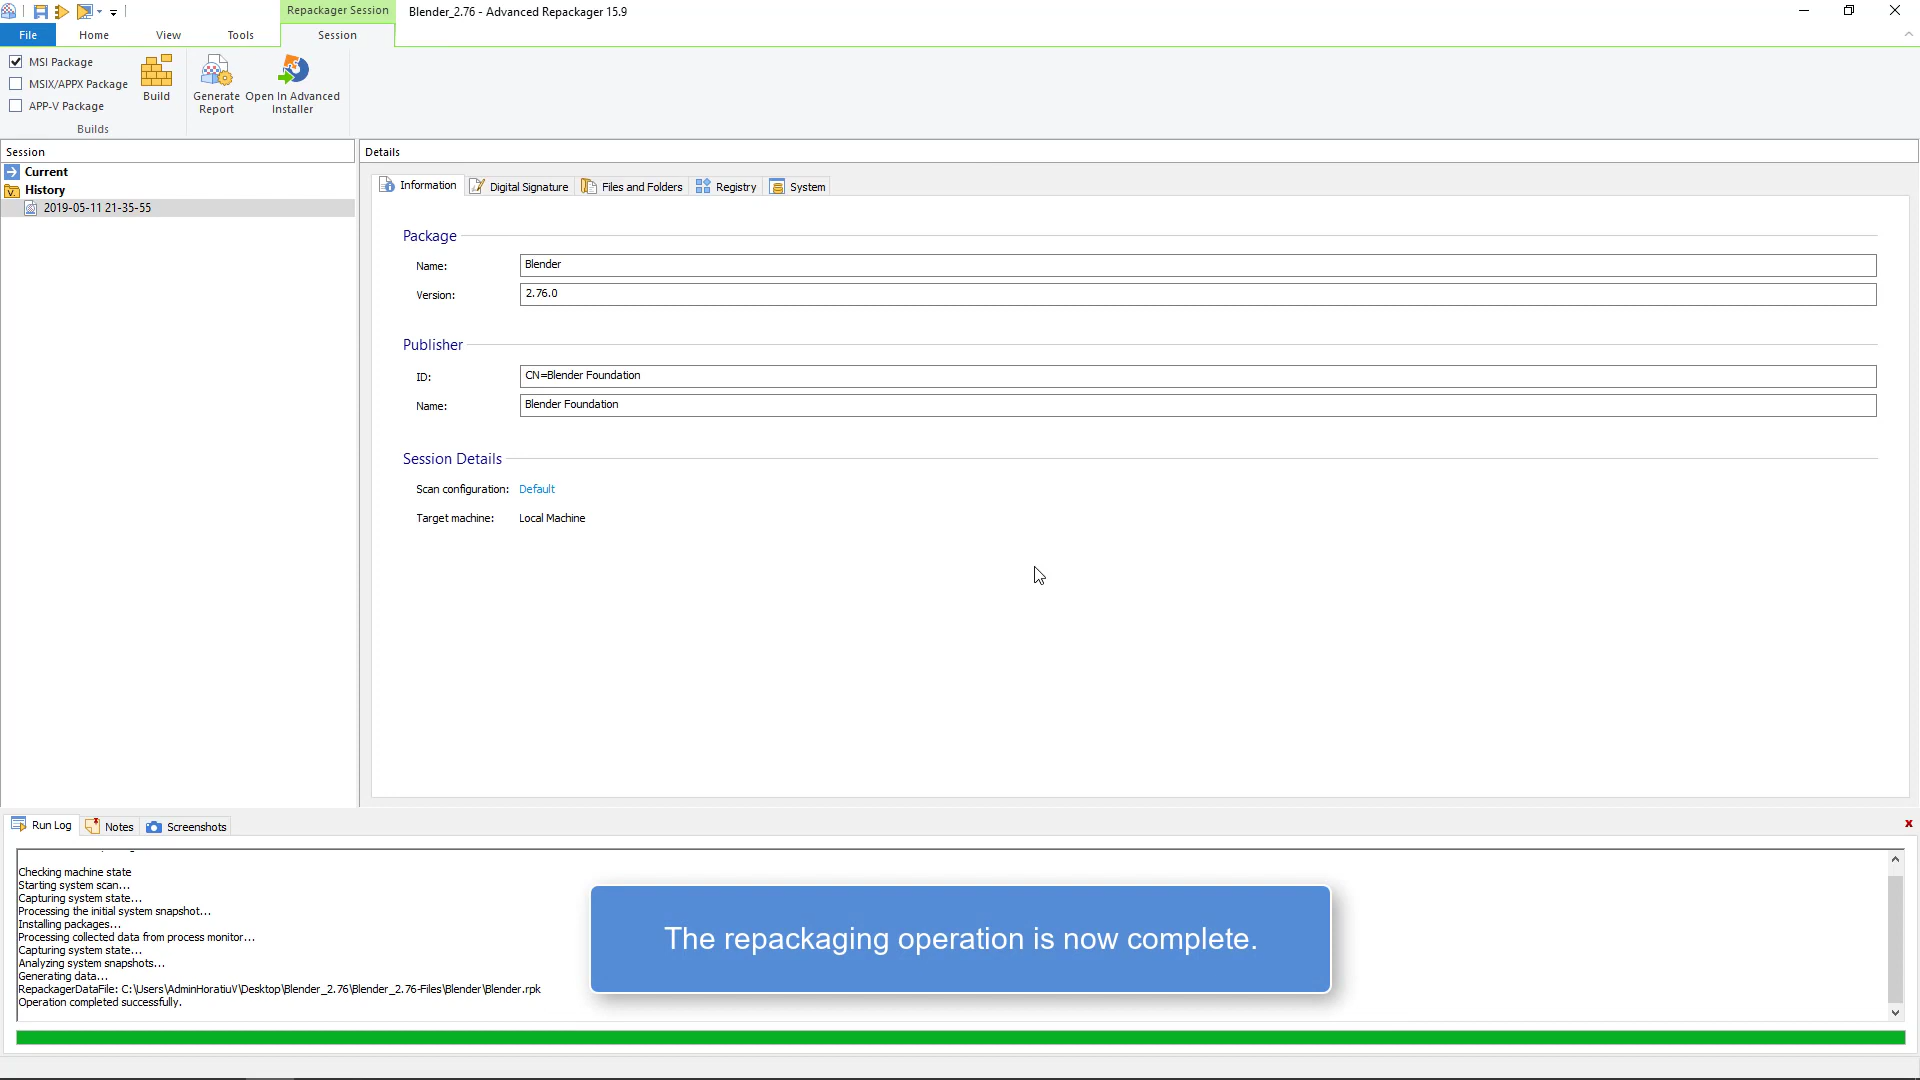 Repackager Session
Blender_2.76 - Advanced Repackager 15.9
File
Home
View
Tools
Session
MSI Package
MSIX/APPX Package
APP-V Package
Build
Generate
Report
Open In Advanced
Installer
Builds
Session
Current
History
2019-05-11 21-35-55
Details
Information
Digital Signature
Files and Folders
Registry
System
Package
Name:
Blender
Version:
2.76.0
Publisher
ID:
CN=Blender Foundation
Name:
Blender Foundation
Session Details
Scan configuration:
Default
Target machine:
Local Machine
Run Log
Notes
Screenshots
Checking machine state
Starting system scan...
Capturing system state...
Processing the initial system snapshot...
Installing packages...
Processing collected data from process monitor...
Capturing system state...
Analyzing system snapshots...
Generating data...
RepackagerDataFile: C:\Users\AdminHoratiuV\Desktop\Blender_2.76\Blender_2.76-Files\Blender\Blender.rpk
Operation completed successfully.
The repackaging operation is now complete.